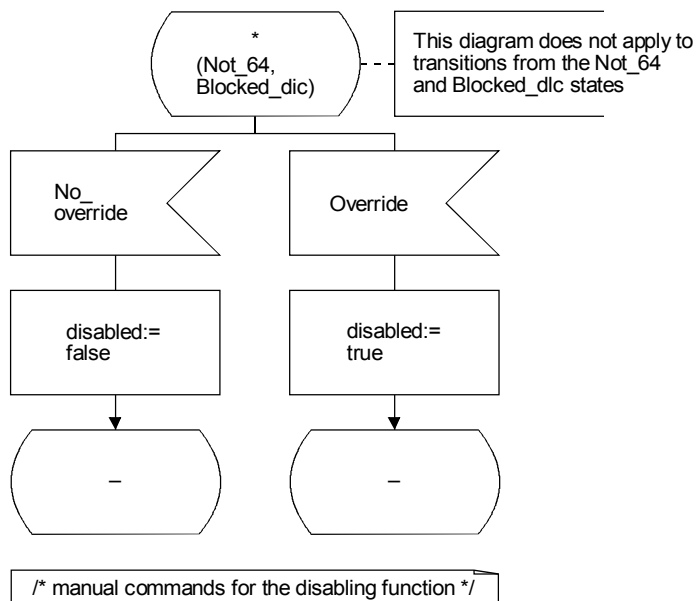 *
(Not_64,
Blocked_dic)
This diagram does not apply to
transitions from the Not_64
and Blocked_dlc states
No_
override
Override
disabled:=
false
disabled:=
true
–
–
/* manual commands for the disabling function */